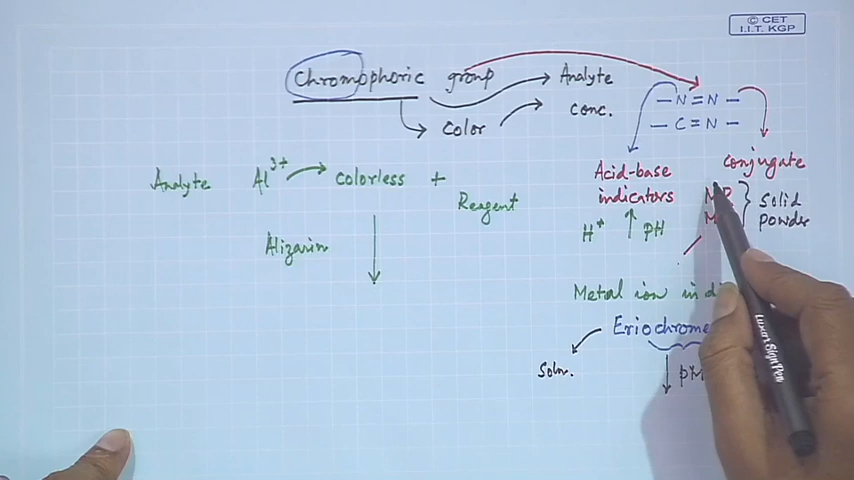 © CET
I.I.T. KGP
Chromophoric group Analyte
Color conc.
— N = N —
— C = N —
Analyte Al3+ colorless + Reagent
Alizarin
Acid-base indicators
Conjugate
H+ pH
Solid powder
Metal ion
Eriochrome
Soln.